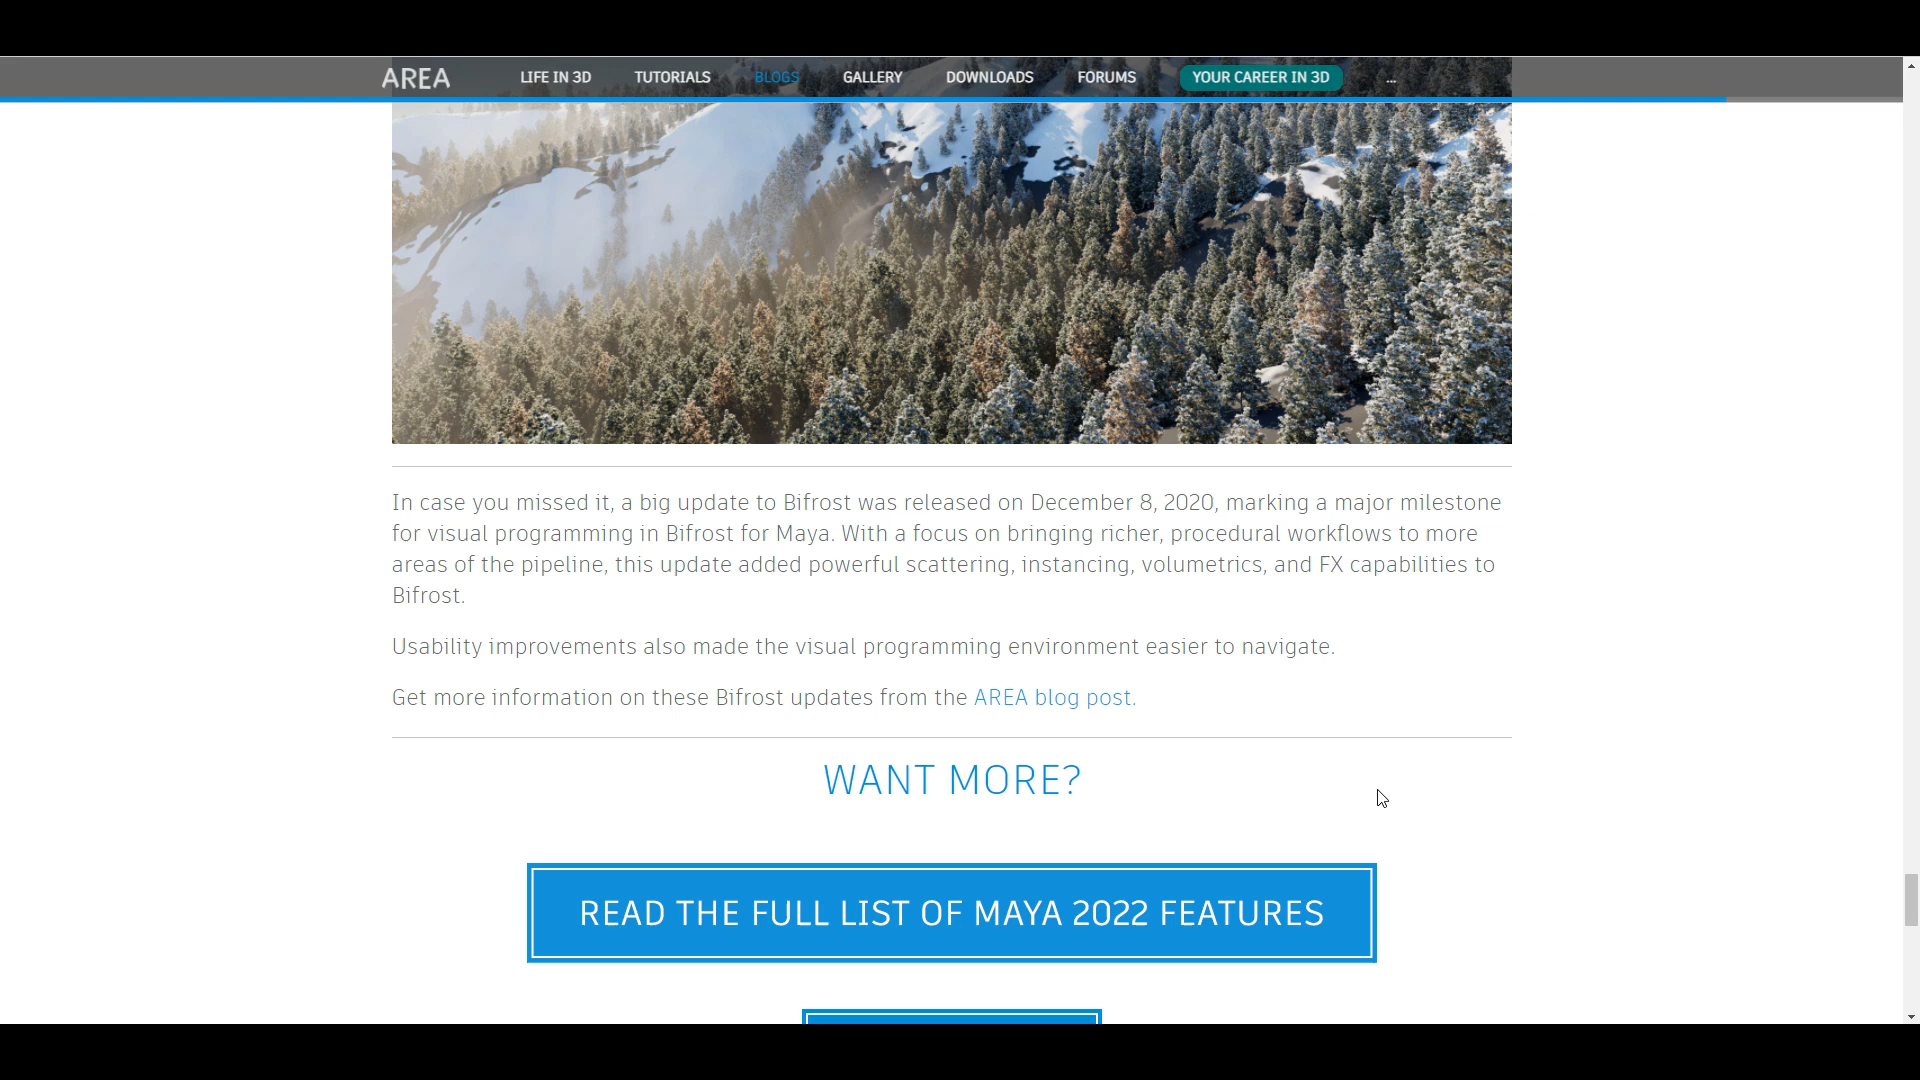 AREA LIFE IN 3D TUTORIALS BLOGS GALLERY DOWNLOADS FORUMS YOUR CAREER IN 3D ...
In case you missed it, a big update to Bifrost was released on December 8, 2020, marking a major milestone
for visual programming in Bifrost for Maya. With a focus on bringing richer, procedural workflows to more
areas of the pipeline, this update added powerful scattering, instancing, volumetrics, and FX capabilities to
Bifrost.
Usability improvements also made the visual programming environment easier to navigate.
Get more information on these Bifrost updates from the AREA blog post.
WANT MORE?
READ THE FULL LIST OF MAYA 2022 FEATURES